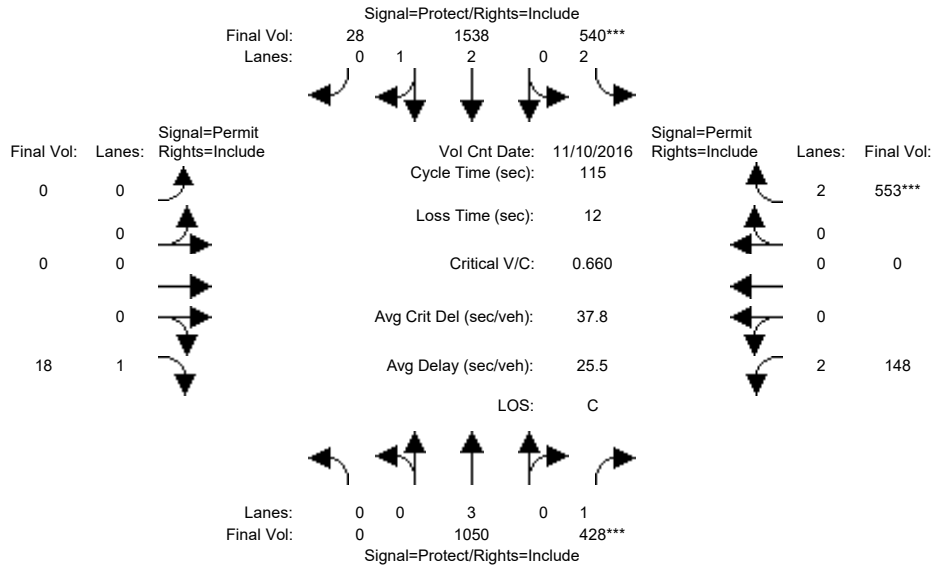 Signal=Protect/Rights=Include
Final Vol: 28 1538 540***
Lanes: 0 1 2 0 2
Signal=Permit Signal=Permit
Final Vol: Lanes: Rights=Include Vol Cnt Date: 11/10/2016 Rights=Include Lanes: Final Vol:
Cycle Time (sec): 115
0 0 2 553***
Loss Time (sec): 12
0 0
0 0 Critical V/C: 0.660 0 0
0 Avg Crit Del (sec/veh): 37.8 0
18 1 Avg Delay (sec/veh): 25.5 2 148
LOS: C
Lanes: 0 0 3 0 1
Final Vol: 0 1050 428***
Signal=Protect/Rights=Include